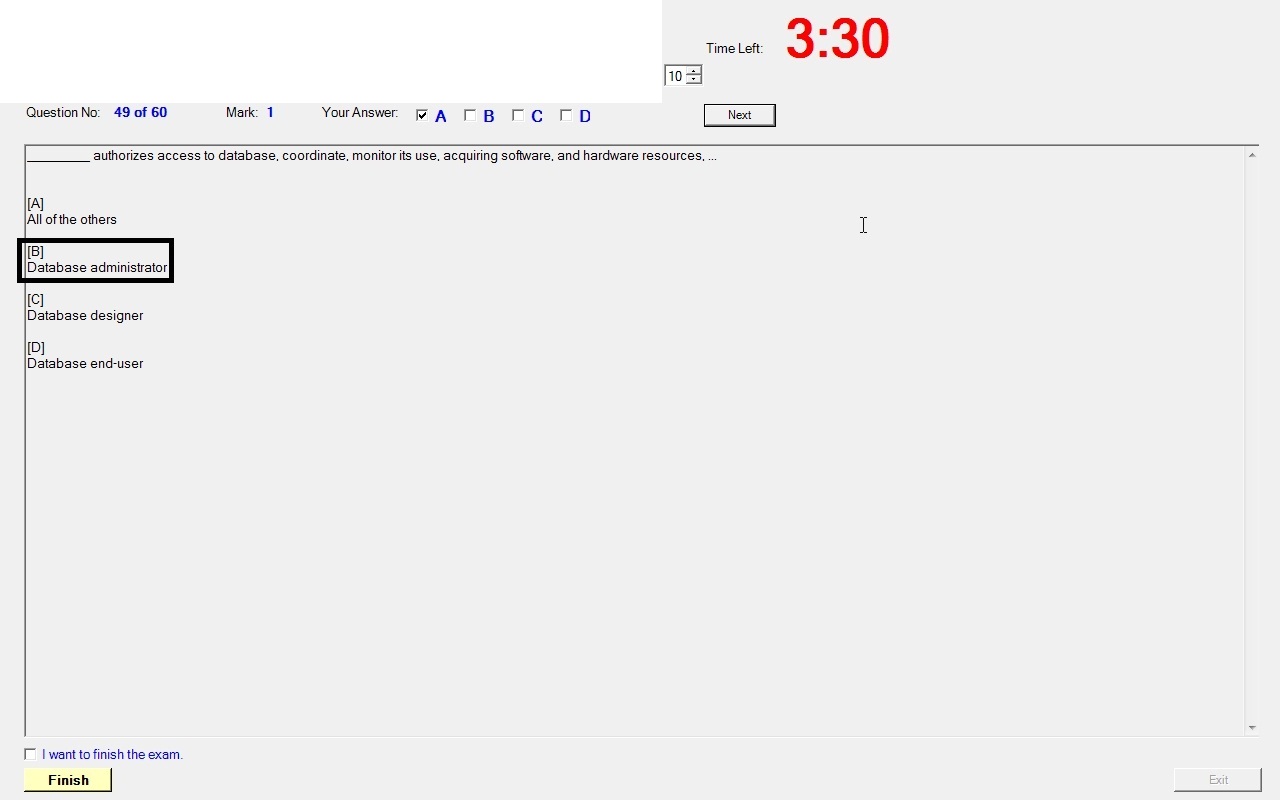 Time Left: 3:30
10
Question No: 49 of 60 Mark: 1 Your Answer: A B C D Next
_________ authorizes access to database, coordinate, monitor its use, acquiring software, and hardware resources, ...
[A]
All of the others
[B]
Database administrator
[C]
Database designer
[D]
Database end-user
I want to finish the exam.
Finish Exit